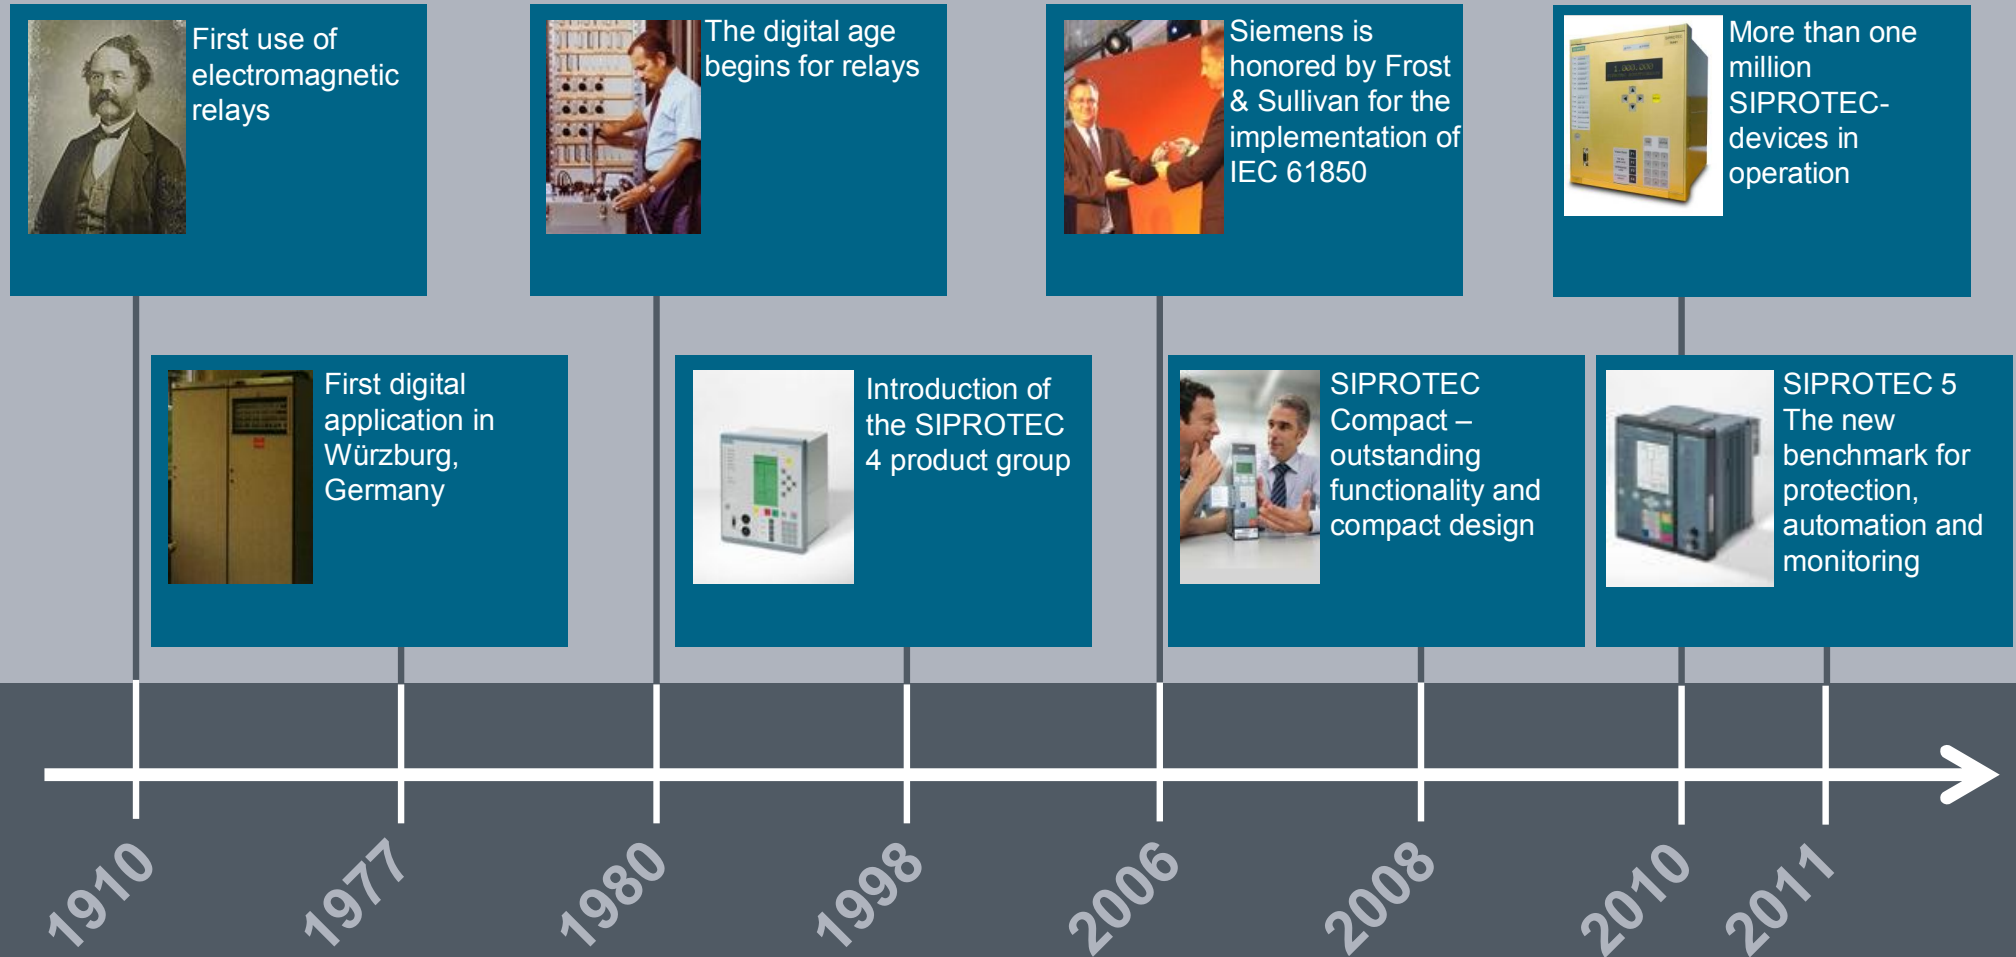 First use of
electromagnetic
relays
The digital age
begins for relays
Siemens is
honored by Frost
& Sullivan for the
implementation of
IEC 61850
1.000.000
More than one
million
SIPROTEC-
devices in
operation
First digital
application in
Würzburg,
Germany
Introduction of
the SIPROTEC
4 product group
SIPROTEC
Compact –
outstanding
functionality and
compact design
SIPROTEC 5
The new
benchmark for
protection,
automation and
monitoring
1910
1977
1980
1998
2006
2008
2010
2011